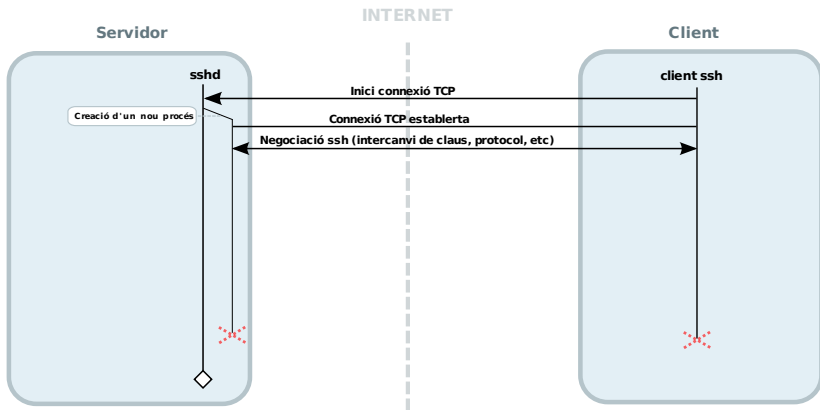 INTERNET
Servidor
Client
sshd
client ssh
Inici connexió TCP
Creació d'un nou procés
Connexió TCP establerta
Negociació ssh (intercanvi de claus, protocol, etc)